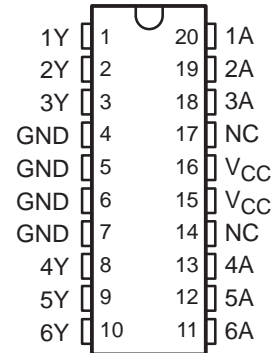 1Y 1 20 1A
2Y 2 19 2A
3Y 3 18 3A
GND 4 17 NC
GND 5 16 VCC
GND 6 15 VCC
GND 7 14 NC
4Y 8 13 4A
5Y 9 12 5A
6Y 10 11 6A